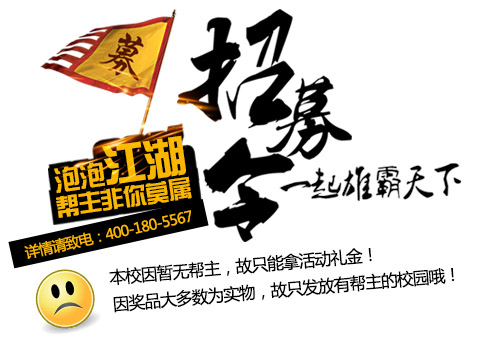 募
招募令
一起雄霸天下
泡泡江湖
帮主非你莫属
详情请致电：400-180-5567
本校因暂无帮主，故只能拿活动礼金！
因奖品大多数为实物，故只发放有帮主的校园哦！